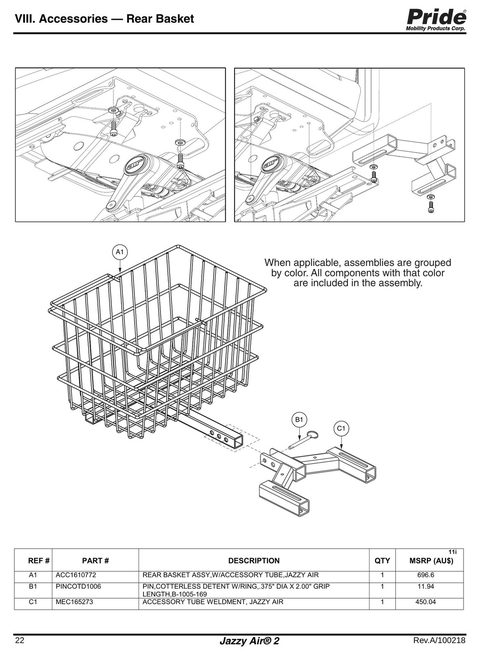 VIII. Accessories — Rear Basket
Pride®
Mobility Products Corp.
A1
When applicable, assemblies are grouped
by color. All components with that color
are included in the assembly.
B1
C1
11i
REF # PART # DESCRIPTION QTY MSRP (AU$)
A1 ACC1610772 REAR BASKET ASSY,W/ACCESSORY TUBE,JAZZY AIR 1 696.6
B1 PINCOTD1006 PIN,COTTERLESS DETENT W/RING,.375" DIA X 2.00" GRIP 1 11.94
LENGTH,B-1005-169
C1 MEC165273 ACCESSORY TUBE WELDMENT, JAZZY AIR 1 450.04
22 Jazzy Air® 2 Rev.A/100218